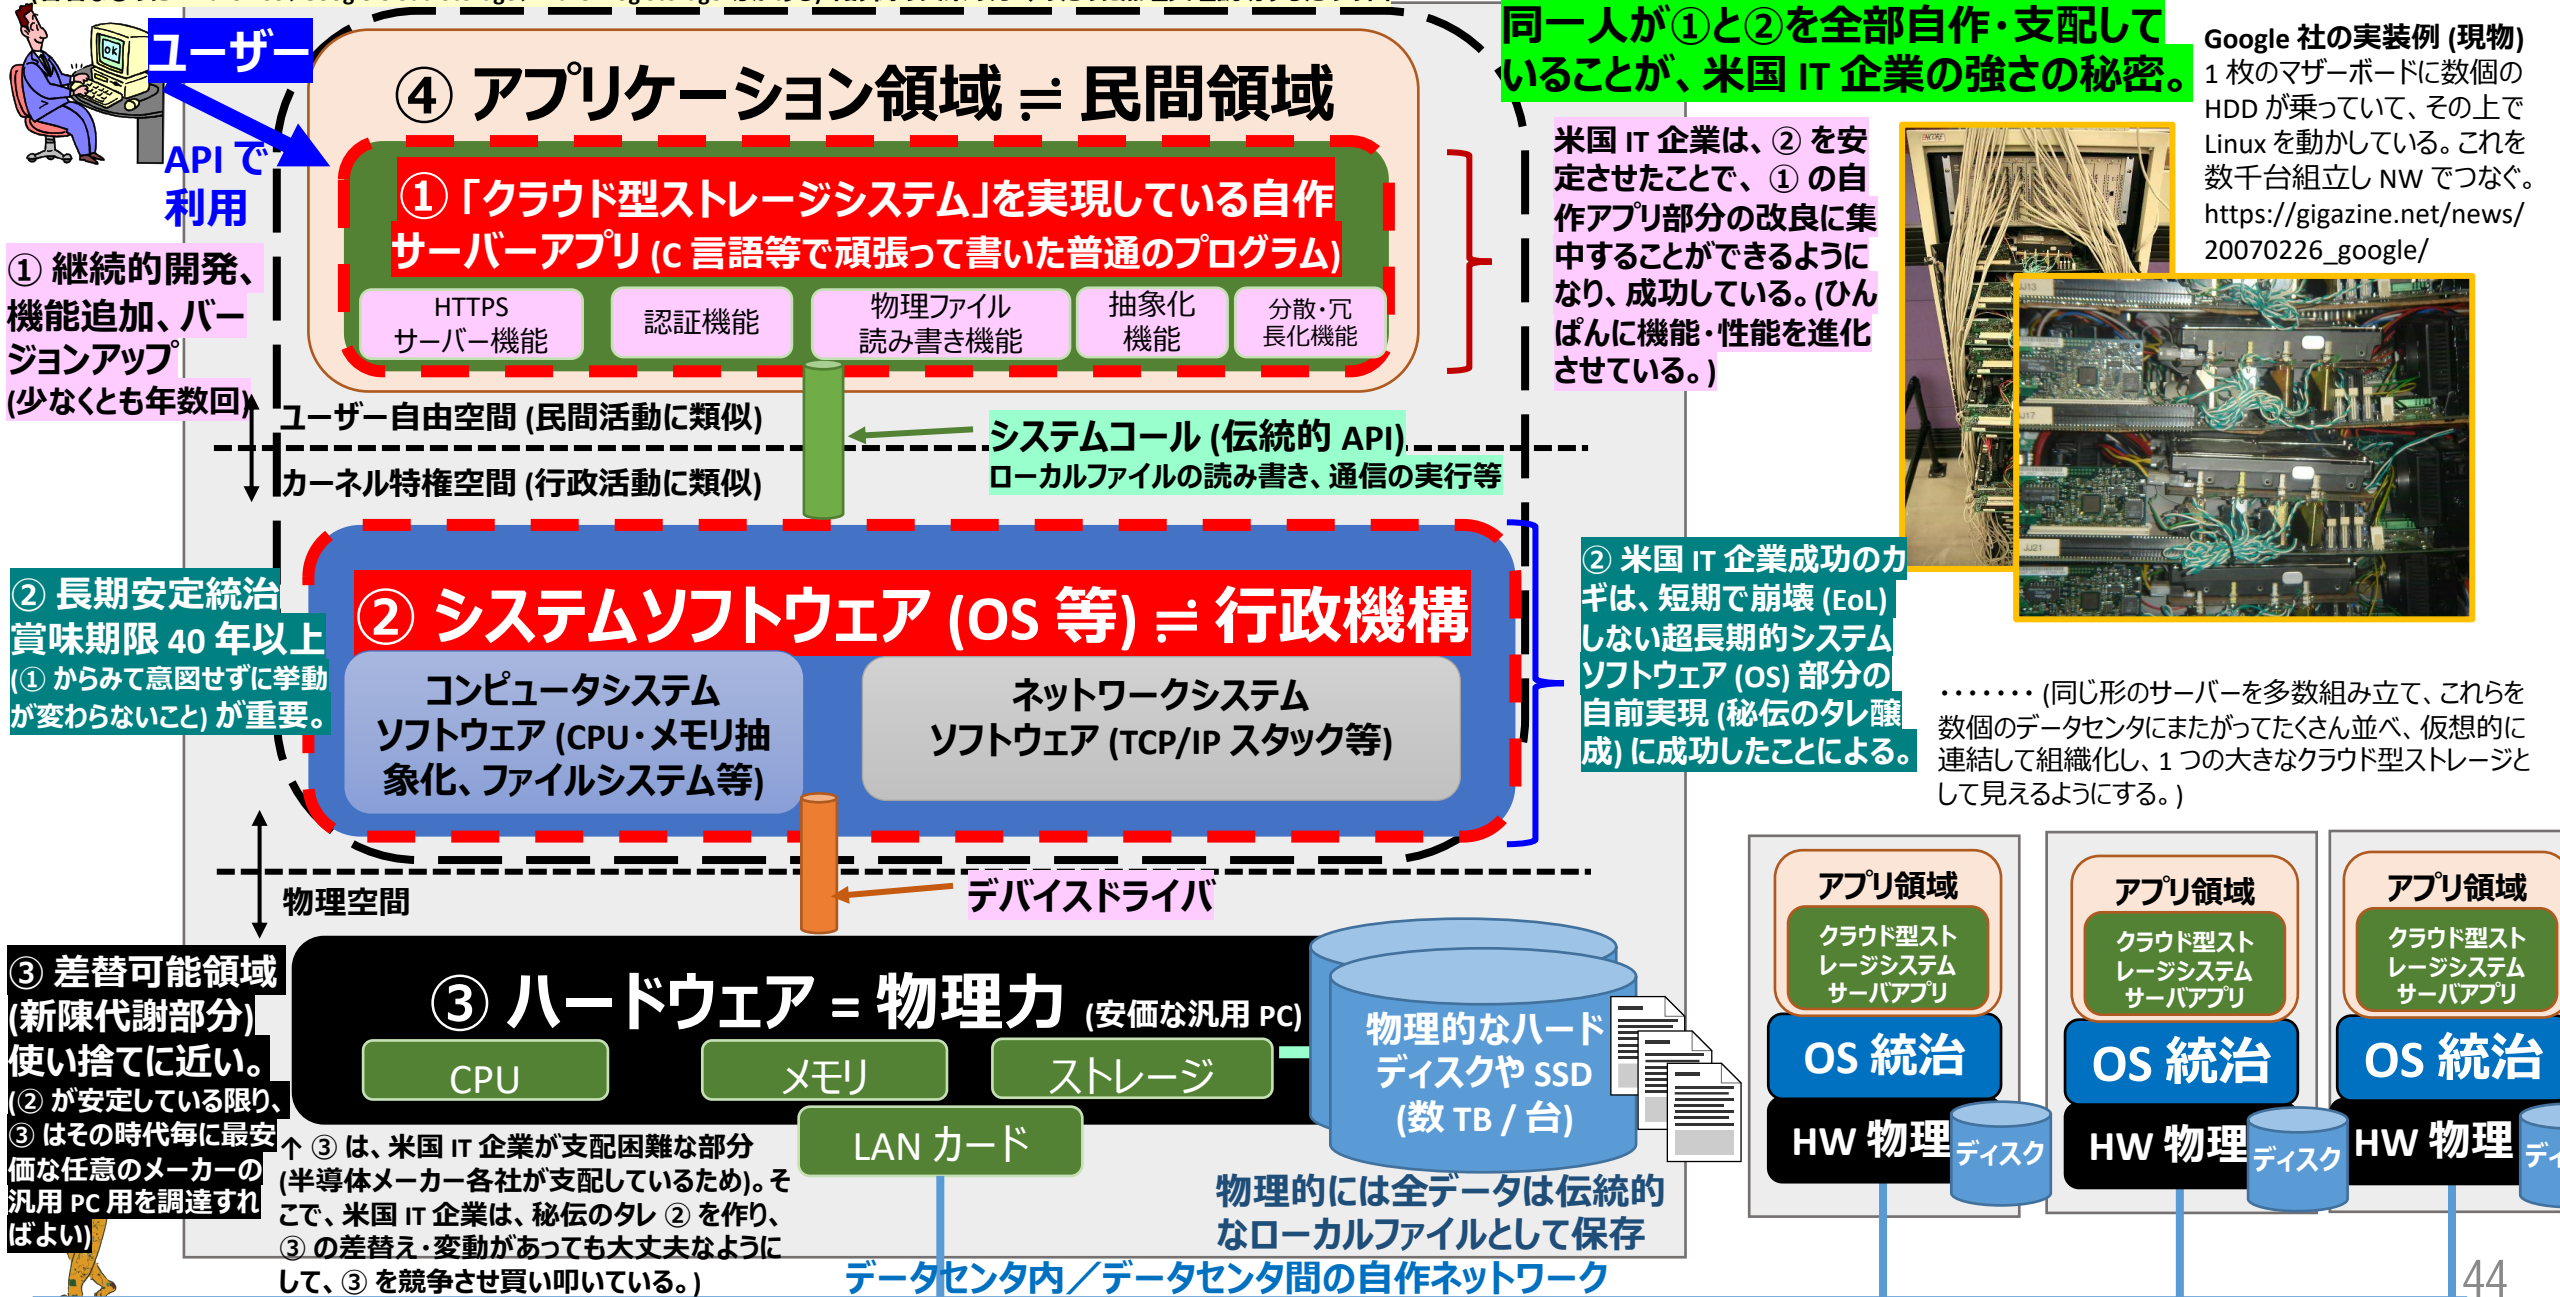 ユーザー
API で
利用
④ アプリケーション領域 ≒ 民間領域
① 「クラウド型ストレージシステム」を実現している自作
サーバーアプリ (C 言語等で頑張って書いた普通のプログラム)
HTTPS
サーバー機能
認証機能
物理ファイル
読み書き機能
抽象化
機能
分散・冗
長化機能
① 継続的開発、
機能追加、バー
ジョンアップ
(少なくとも年数回)
ユーザー自由空間 (民間活動に類似)
カーネル特権空間 (行政活動に類似)
システムコール (伝統的 API)
ローカルファイルの読み書き、通信の実行等
② 長期安定統治
賞味期限 40 年以上
(① からみて意図せずに挙動
が変わらないこと) が重要。
② システムソフトウェア (OS 等) ≒ 行政機構
コンピュータシステム
ソフトウェア (CPU・メモリ抽
象化、ファイルシステム等)
ネットワークシステム
ソフトウェア (TCP/IP スタック等)
物理空間
デバイスドライバ
③ 差替可能領域
(新陳代謝部分)
使い捨てに近い。
(② が安定している限り、
③ はその時代毎に最安
価な任意のメーカーの
汎用 PC 用を調達すれ
ばよい)
③ ハードウェア = 物理力 (安価な汎用 PC)
CPU
メモリ
ストレージ
LAN カード
物理的なハード
ディスクや SSD
(数 TB / 台)
↑ ③ は、米国 IT 企業が支配困難な部分
(半導体メーカー各社が支配しているため)。そ
こで、米国 IT 企業は、秘伝のタレ ② を作り、
③ の差替え・変動があっても大丈夫なように
して、③ を競争させ買い叩いている。)
物理的には全データは伝統的
なローカルファイルとして保存
データセンタ内／データセンタ間の自作ネットワーク
同一人が①と②を全部自作・支配して
いることが、米国 IT 企業の強さの秘密。
米国 IT 企業は、② を安
定させたことで、 ① の自
作アプリ部分の改良に集
中することができるように
なり、成功している。(ひん
ぱんに機能・性能を進化
させている。)
Google 社の実装例 (現物)
1 枚のマザーボードに数個の
HDD が乗っていて、その上で
Linux を動かしている。これを
数千台組立し NW でつなぐ。
https://gigazine.net/news/
20070226_google/
JJ13
JJ17
JJ21
② 米国 IT 企業成功のカ
ギは、短期で崩壊 (EoL)
しない超長期的システム
ソフトウェア (OS) 部分の
自前実現 (秘伝のタレ醸
成) に成功したことによる。
・・・・・・・ (同じ形のサーバーを多数組み立て、これらを
数個のデータセンタにまたがってたくさん並べ、仮想的に
連結して組織化し、1 つの大きなクラウド型ストレージと
して見えるようにする。)
アプリ領域
クラウド型スト
レージシステム
サーバアプリ
OS 統治
HW 物理
ディスク
アプリ領域
クラウド型スト
レージシステム
サーバアプリ
OS 統治
HW 物理
ディスク
アプリ領域
クラウド型スト
レージシステム
サーバアプリ
OS 統治
HW 物理
44